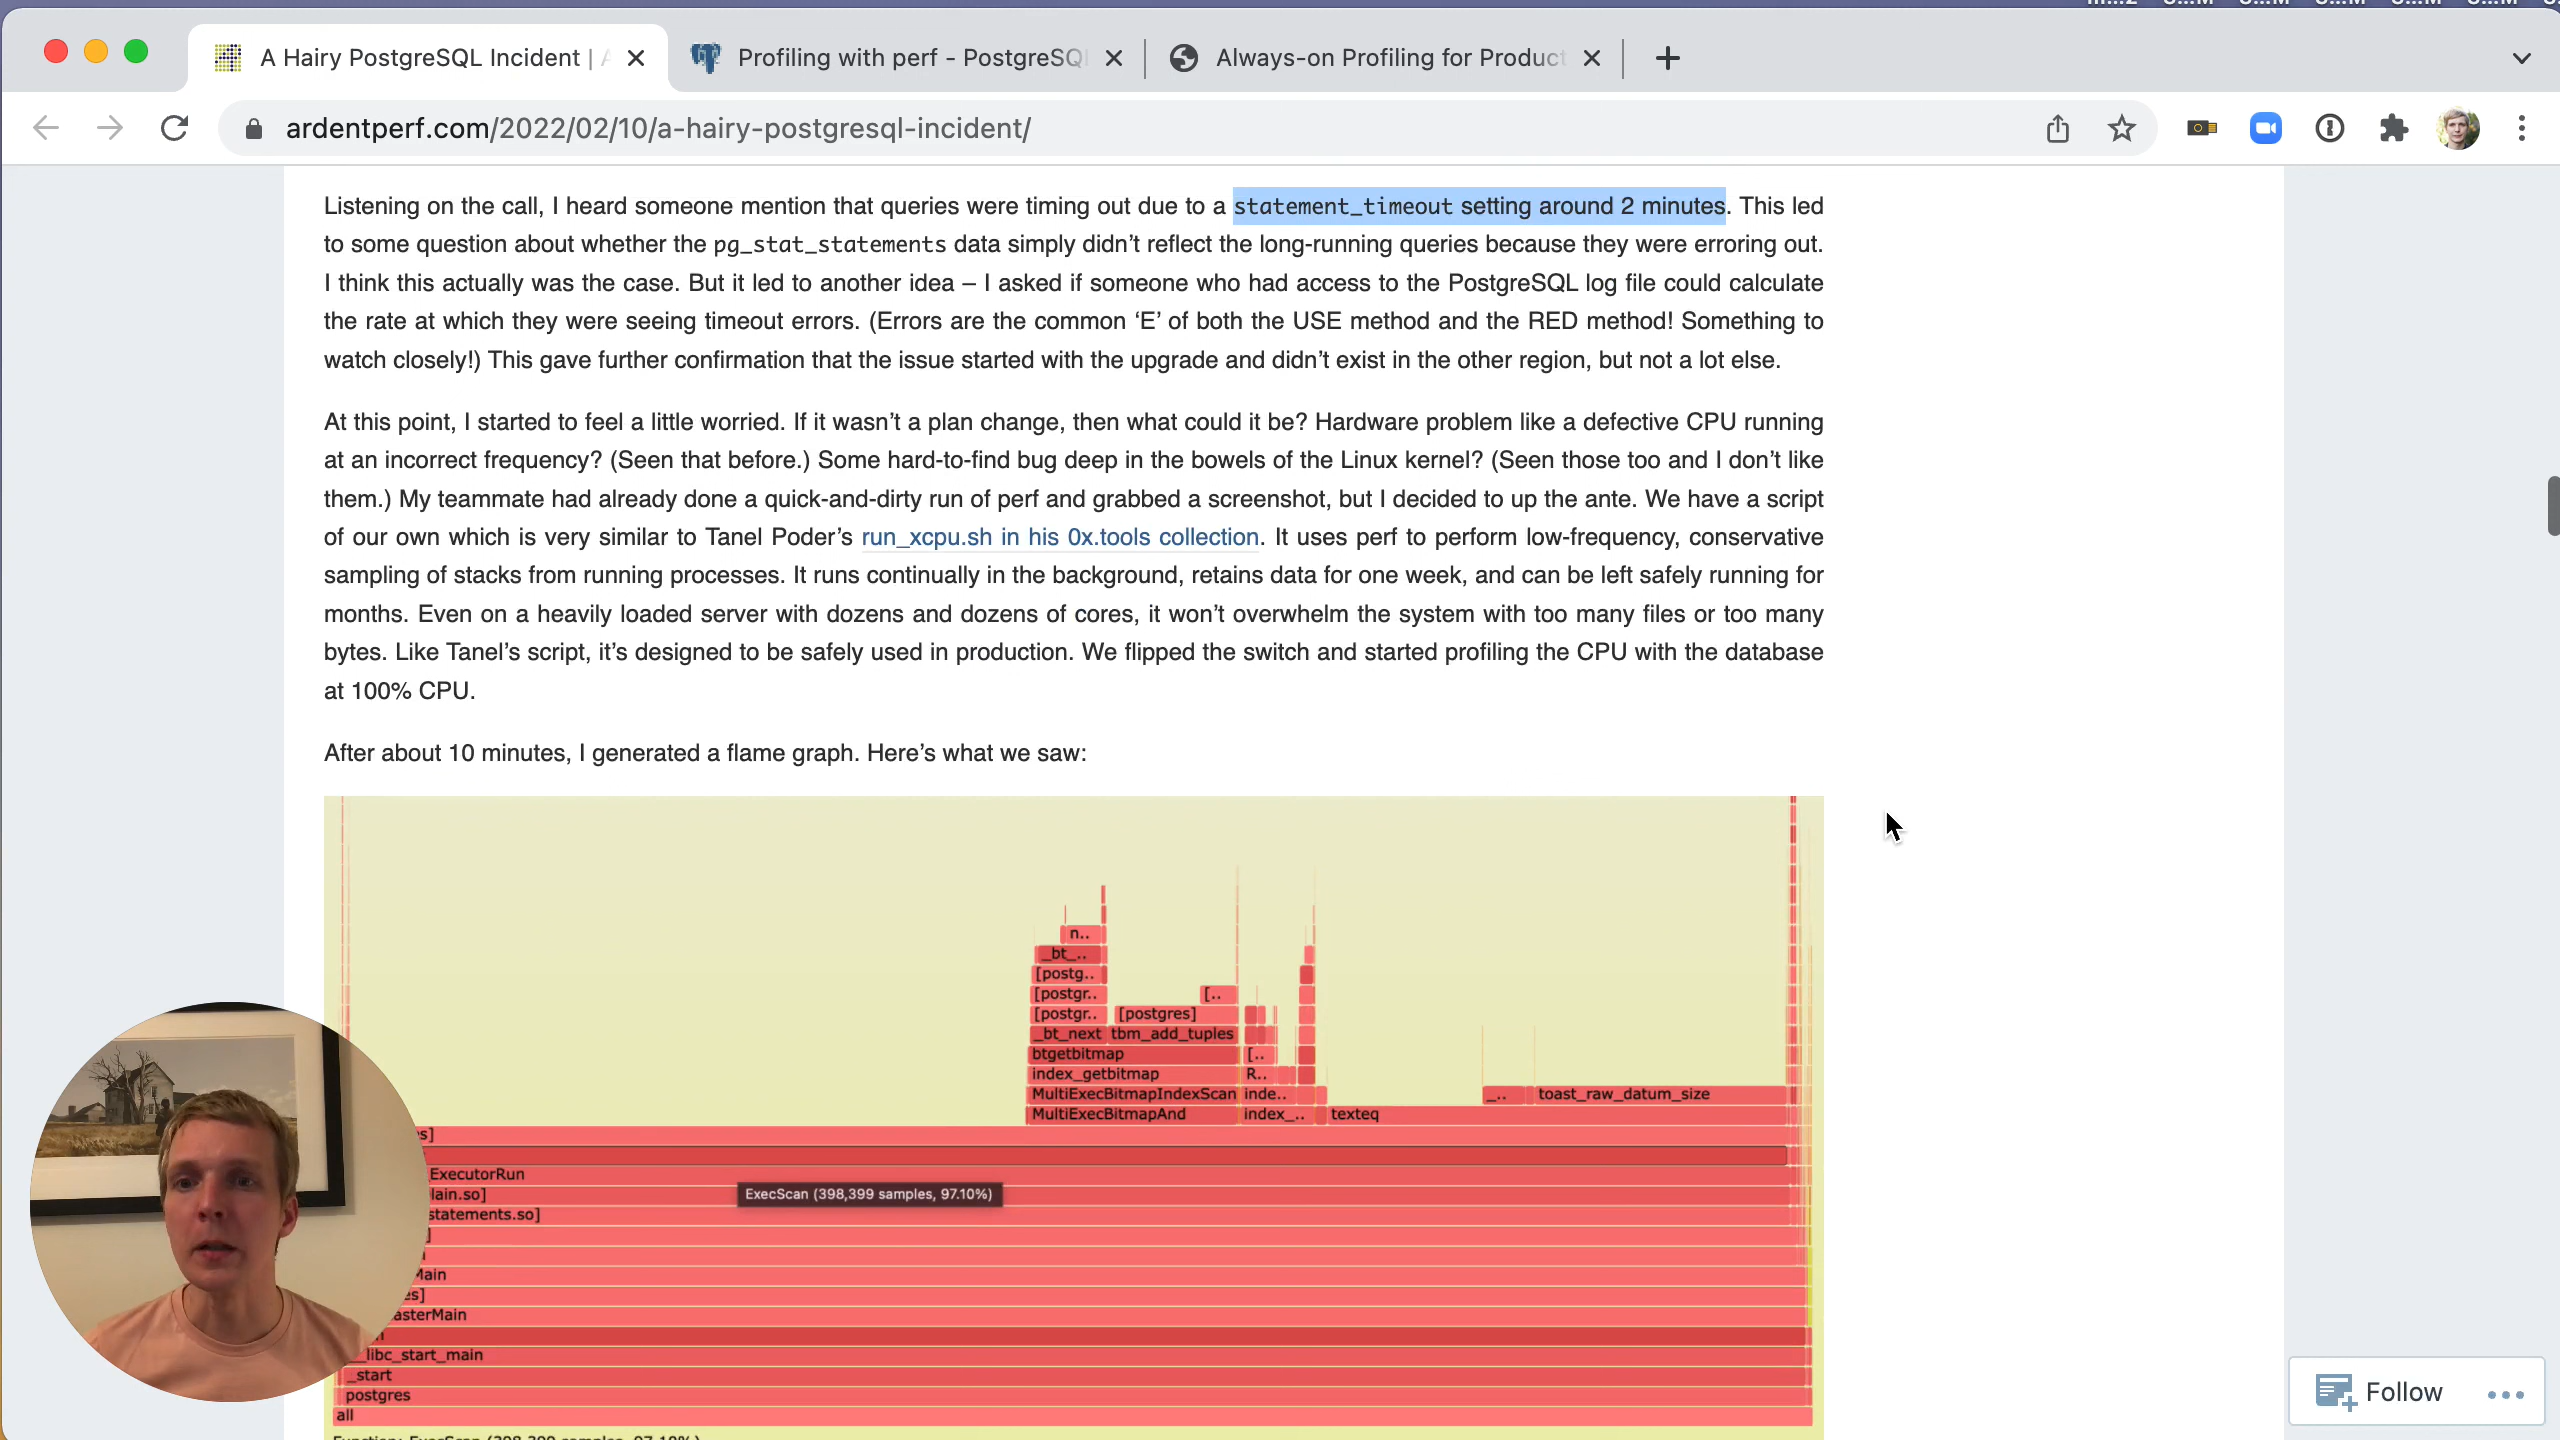 A Hairy PostgreSQL Incident |
Profiling with perf - PostgreSQL
Always-on Profiling for Product
ardentperf.com/2022/02/10/a-hairy-postgresql-incident/
Listening on the call, I heard someone mention that queries were timing out due to a statement_timeout setting around 2 minutes. This led
to some question about whether the pg_stat_statements data simply didn’t reflect the long-running queries because they were erroring out.
I think this actually was the case. But it led to another idea – I asked if someone who had access to the PostgreSQL log file could calculate
the rate at which they were seeing timeout errors. (Errors are the common ‘E’ of both the USE method and the RED method! Something to
watch closely!) This gave further confirmation that the issue started with the upgrade and didn’t exist in the other region, but not a lot else.
At this point, I started to feel a little worried. If it wasn’t a plan change, then what could it be? Hardware problem like a defective CPU running
at an incorrect frequency? (Seen that before.) Some hard-to-find bug deep in the bowels of the Linux kernel? (Seen those too and I don’t like
them.) My teammate had already done a quick-and-dirty run of perf and grabbed a screenshot, but I decided to up the ante. We have a script
of our own which is very similar to Tanel Poder’s run_xcpu.sh in his 0x.tools collection. It uses perf to perform low-frequency, conservative
sampling of stacks from running processes. It runs continually in the background, retains data for one week, and can be left safely running for
months. Even on a heavily loaded server with dozens and dozens of cores, it won’t overwhelm the system with too many files or too many
bytes. Like Tanel’s script, it’s designed to be safely used in production. We flipped the switch and started profiling the CPU with the database
at 100% CPU.
After about 10 minutes, I generated a flame graph. Here’s what we saw:
n..
_bt_..
[postg..
[postgr.. [..
[postgr.. [postgres]
_bt_next tbm_add_tuples
btgetbitmap [..
index_getbitmap R..
MultiExecBitmapIndexScan inde.. _.. toast_raw_datum_size
MultiExecBitmapAnd index_.. texteq
s]
ExecutorRun
lain.so]
ExecScan (398,399 samples, 97.10%)
statements.so]
]
Main
es]
asterMain
__libc_start_main
_start
postgres
all
Follow